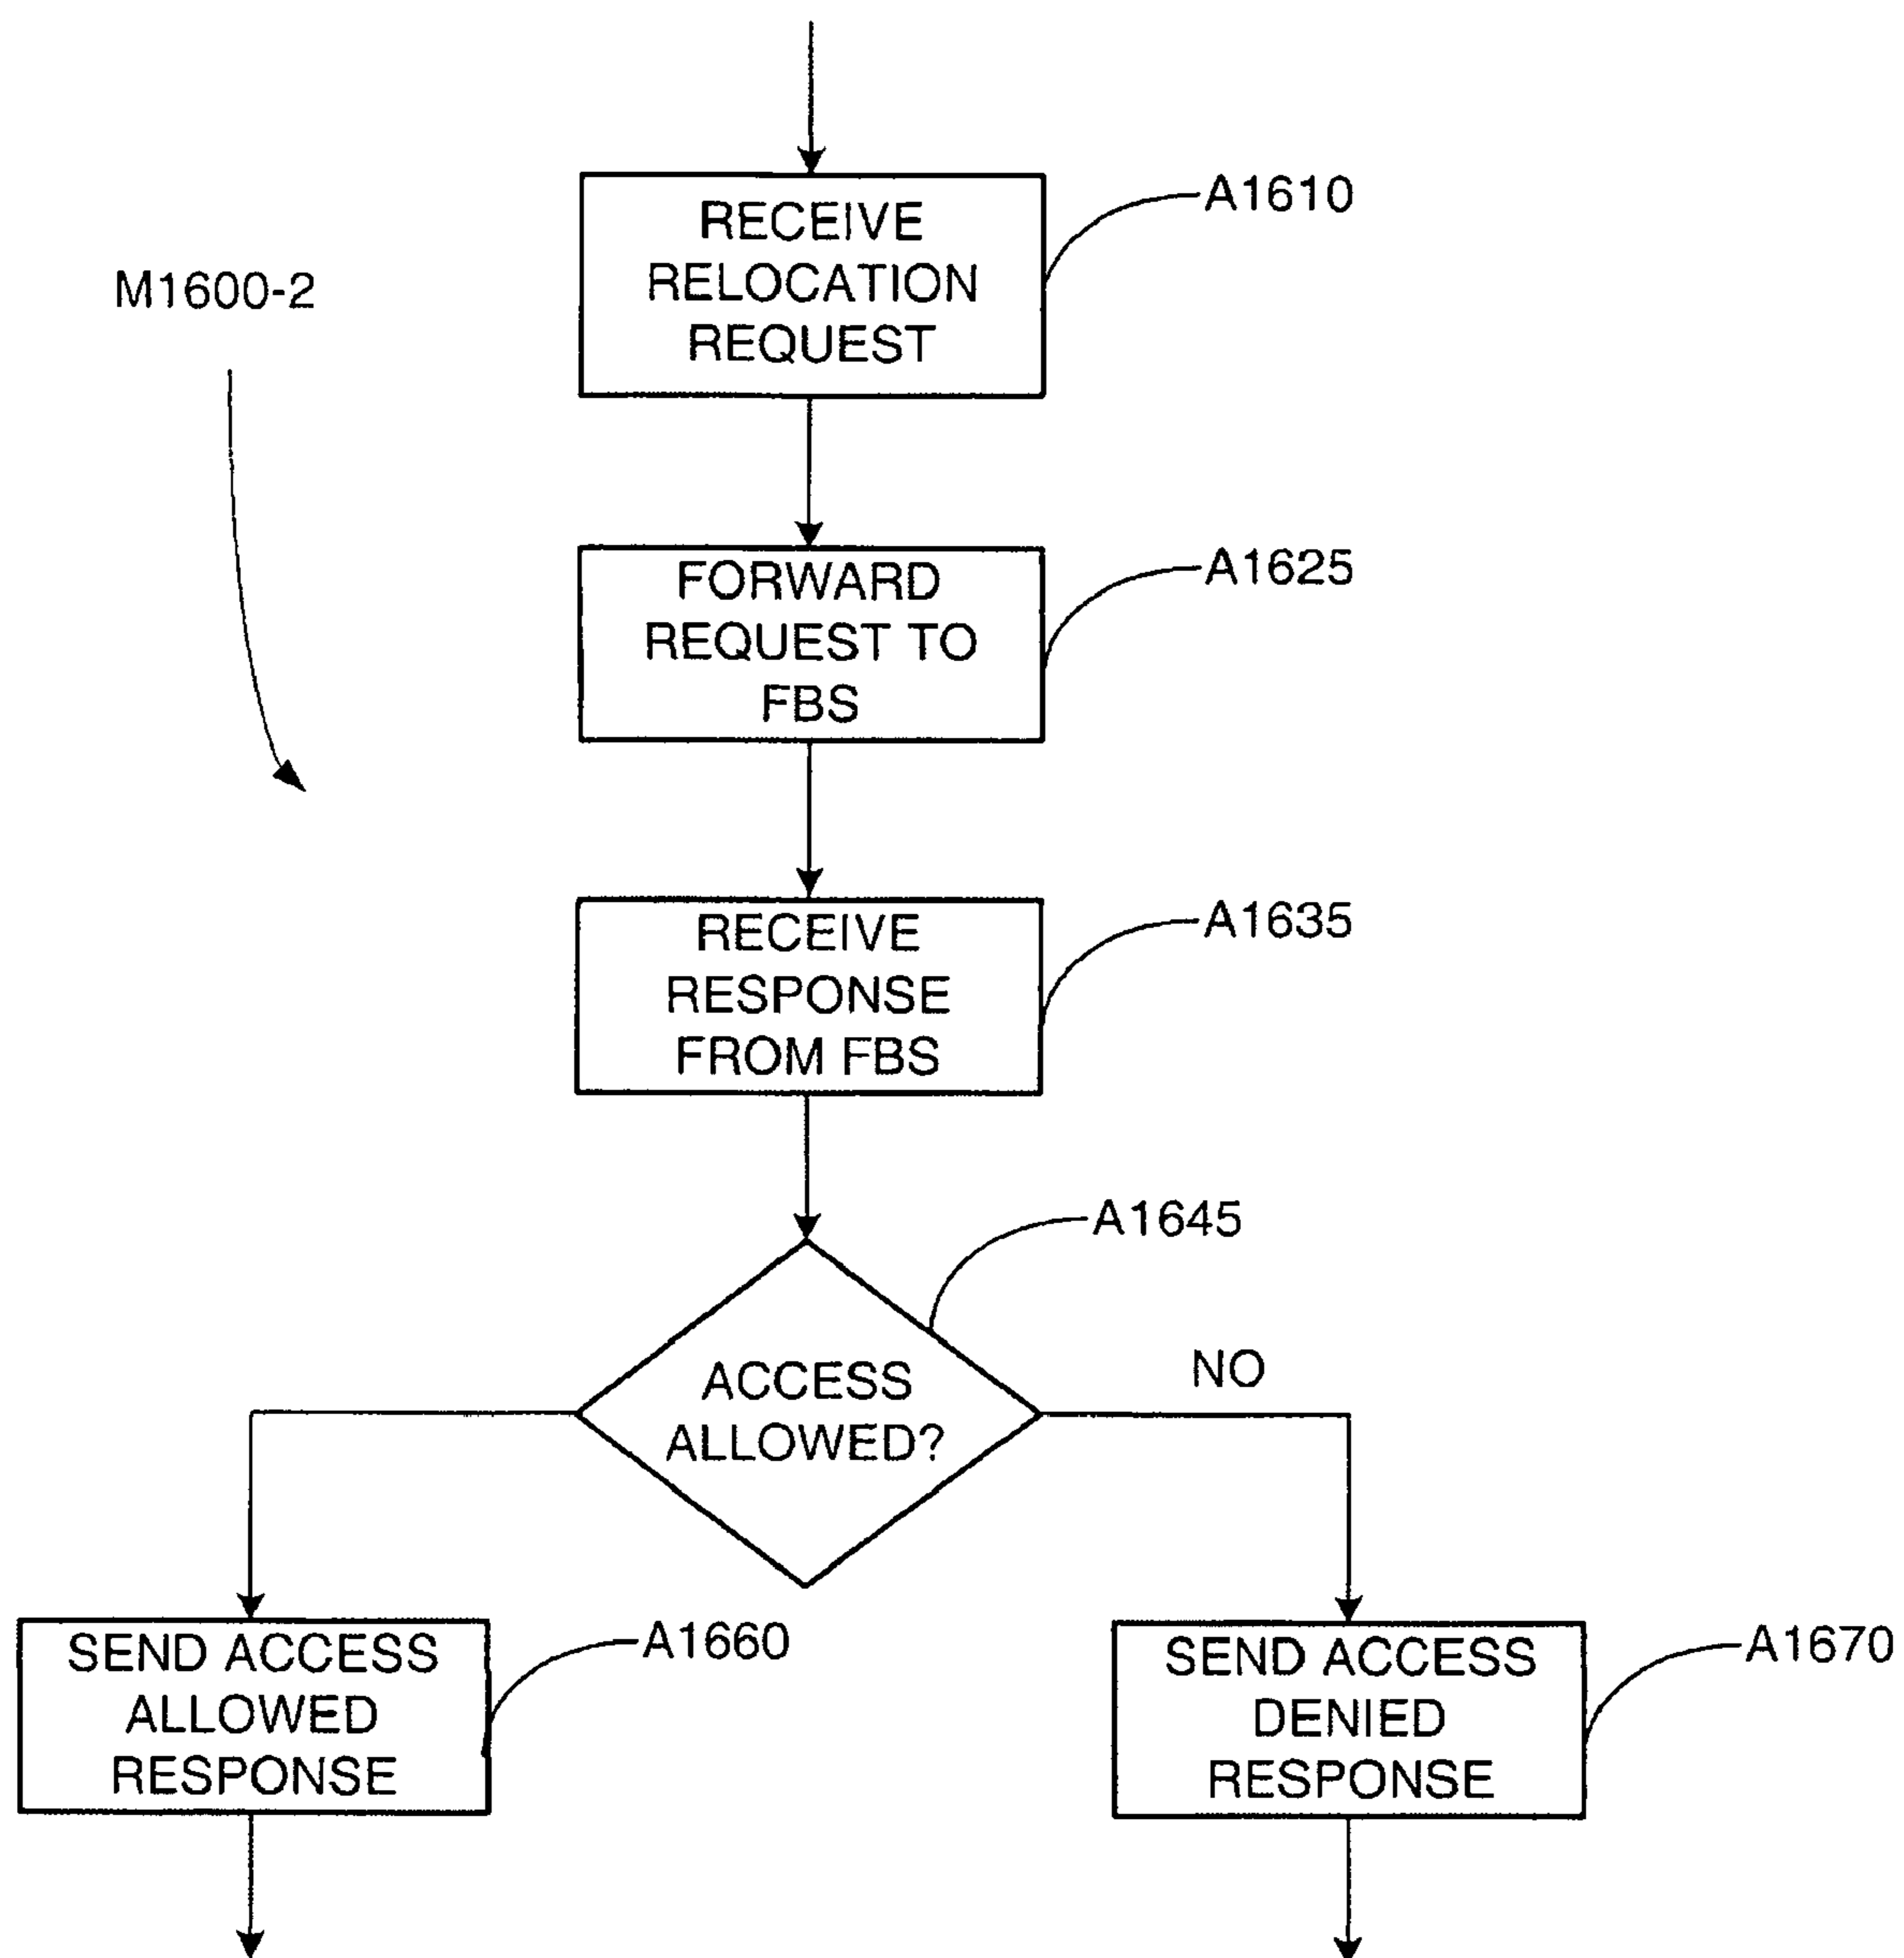 RECEIVE
RELOCATION
REQUEST
A1610
M1600-2
FORWARD
REQUEST TO
FBS
A1625
RECEIVE
RESPONSE
FROM FBS
A1635
A1645
ACCESS
ALLOWED?
NO
SEND ACCESS
ALLOWED
RESPONSE
A1660
SEND ACCESS
DENIED
RESPONSE
A1670